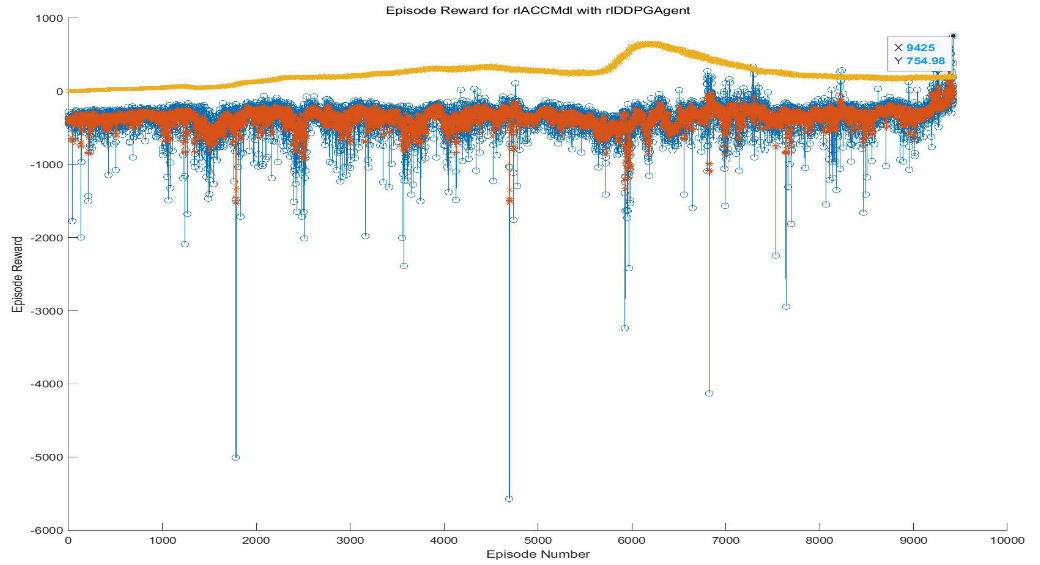 Episode Reward for rlACCMdl with rlDDPGAgent
1000
X 9425
Y 754.98
0
-1000
-2000
Episode Reward
-3000
-4000
-5000
-6000
0 1000 2000 3000 4000 5000 6000 7000 8000 9000 10000
Episode Number